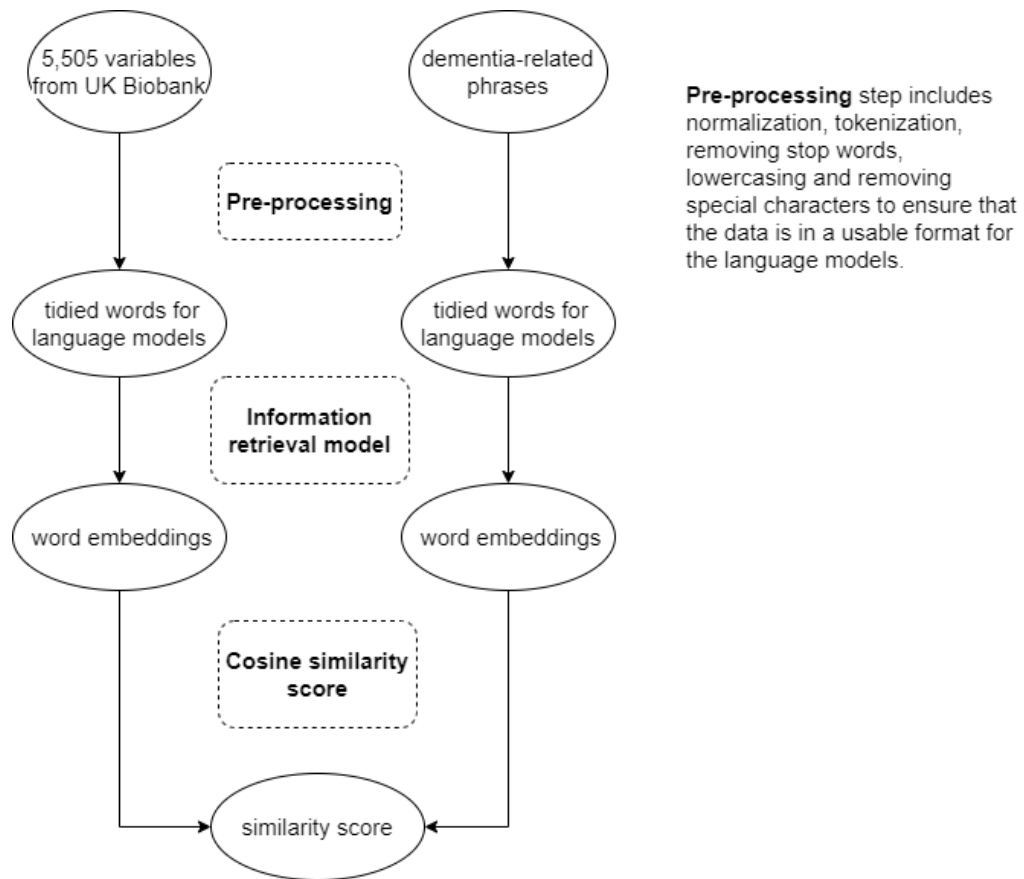 5,505 variables
from UK Biobank
dementia-related
phrases
Pre-processing step includes
normalization, tokenization,
removing stop words,
lowercasing and removing
special characters to ensure that
the data is in a usable format for
the language models.
Pre-processing
tidied words for
language models
tidied words for
language models
Information
retrieval model
word embeddings
word embeddings
Cosine similarity
score
similarity score